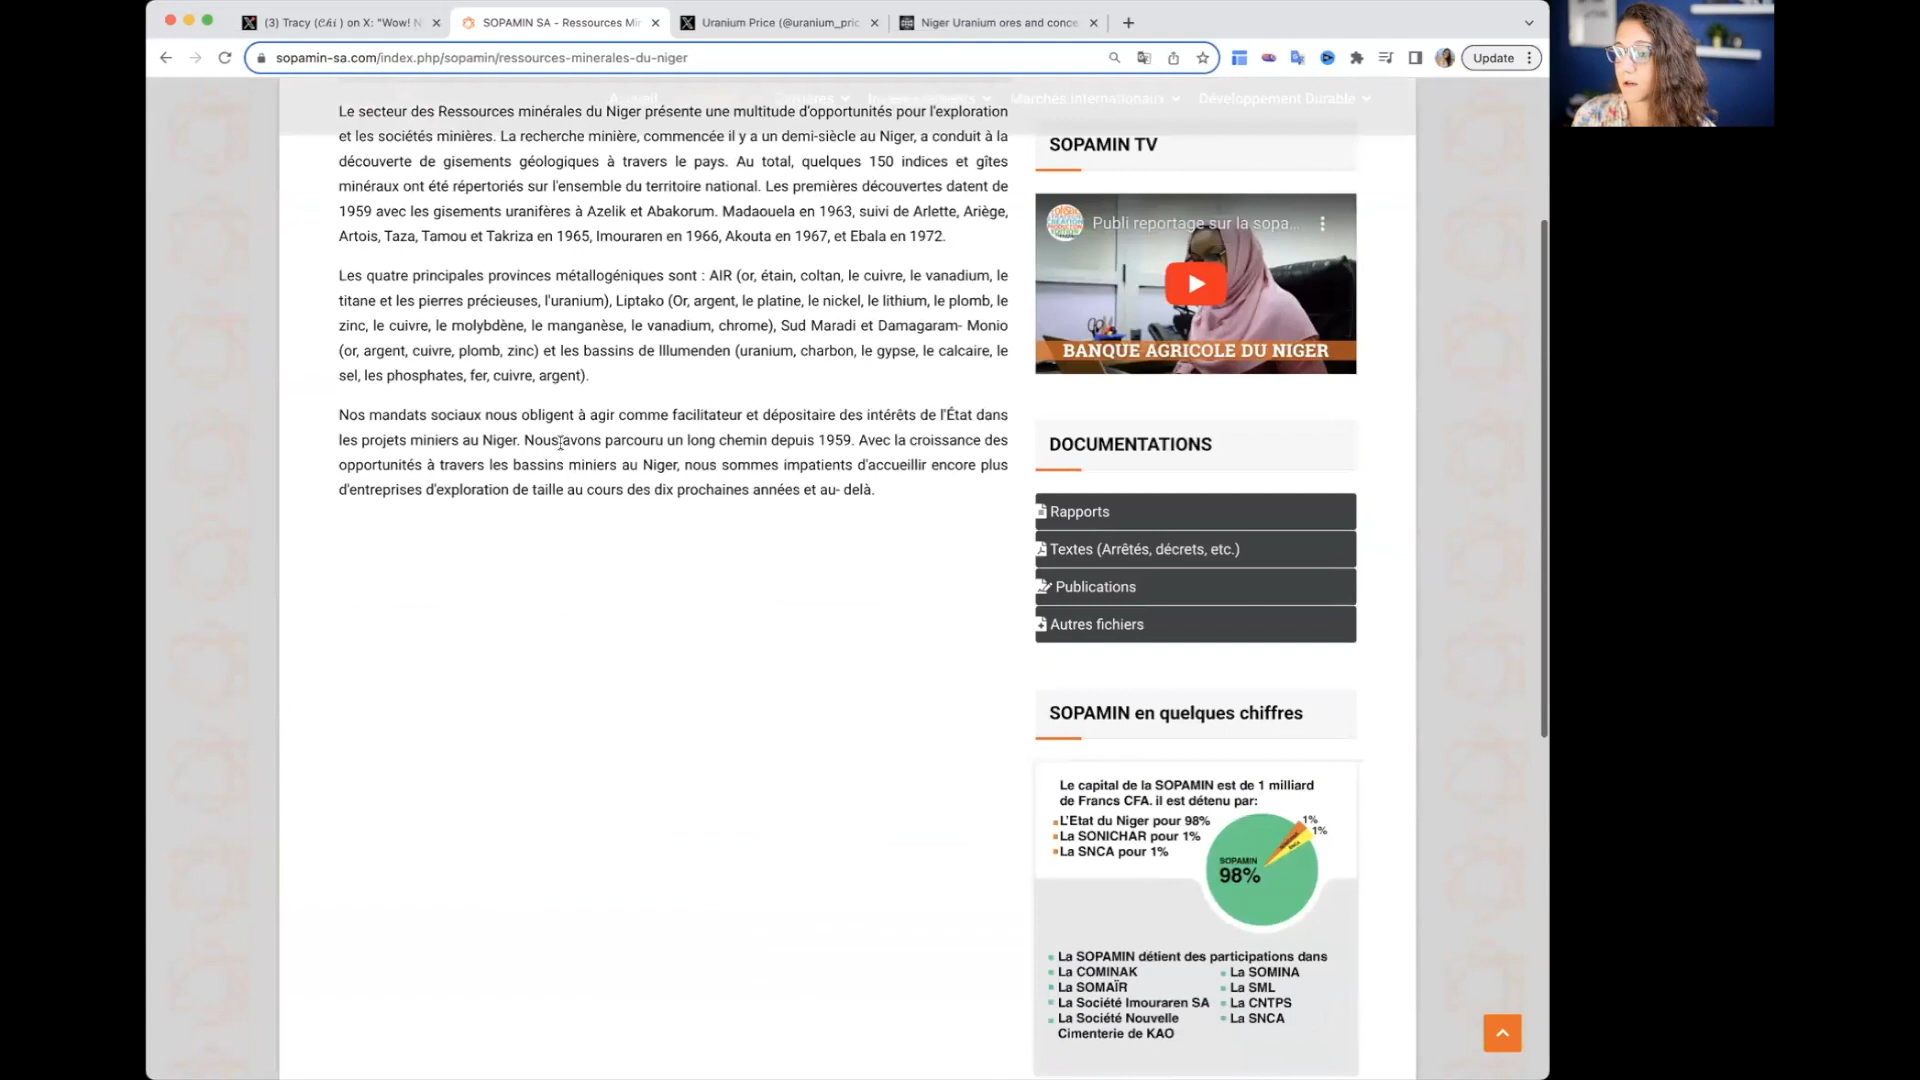 (3) Tracy (𝒞𝒽𝒾) on X: "Wow! N
SOPAMIN SA - Ressources Mi
Uranium Price (@uranium_pric
Niger Uranium ores and conce
sopamin-sa.com/index.php/sopamin/ressources-minerales-du-niger
Update
Accueil
Marchés internationaux
Développement Durable
Le secteur des Ressources minérales du Niger présente une multitude d'opportunités pour l'exploration
et les sociétés minières. La recherche minière, commencée il y a un demi-siècle au Niger, a conduit à la
découverte de gisements géologiques à travers le pays. Au total, quelques 150 indices et gîtes
minéraux ont été répertoriés sur l'ensemble du territoire national. Les premières découvertes datent de
1959 avec les gisements uranifères à Azelik et Abakorum. Madaouela en 1963, suivi de Arlette, Ariège,
Artois, Taza, Tamou et Takriza en 1965, Imouraren en 1966, Akouta en 1967, et Ebala en 1972.
Les quatre principales provinces métallogéniques sont : AIR (or, étain, coltan, le cuivre, le vanadium, le
titane et les pierres précieuses, l'uranium), Liptako (Or, argent, le platine, le nickel, le lithium, le plomb, le
zinc, le cuivre, le molybdène, le manganèse, le vanadium, chrome), Sud Maradi et Damagaram- Monio
(or, argent, cuivre, plomb, zinc) et les bassins de Illumenden (uranium, charbon, le gypse, le calcaire, le
sel, les phosphates, fer, cuivre, argent).
Nos mandats sociaux nous obligent à agir comme facilitateur et dépositaire des intérêts de l'État dans
les projets miniers au Niger. Nous avons parcouru un long chemin depuis 1959. Avec la croissance des
opportunités à travers les bassins miniers au Niger, nous sommes impatients d'accueillir encore plus
d'entreprises d'exploration de taille au cours des dix prochaines années et au- delà.
SOPAMIN TV
Publi reportage sur la sopa...
BANQUE AGRICOLE DU NIGER
DOCUMENTATIONS
Rapports
Textes (Arrêtés, décrets, etc.)
Publications
Autres fichiers
SOPAMIN en quelques chiffres
Le capital de la SOPAMIN est de 1 milliard
de Francs CFA. il est détenu par:
L'Etat du Niger pour 98%
La SONICHAR pour 1%
La SNCA pour 1%
1%
1%
SOPAMIN
98%
La SOPAMIN détient des participations dans
La COMINAK
La SOMAÏR
La Société Imouraren SA
La Société Nouvelle
Cimenterie de KAO
La SOMINA
La SML
La CNTPS
La SNCA